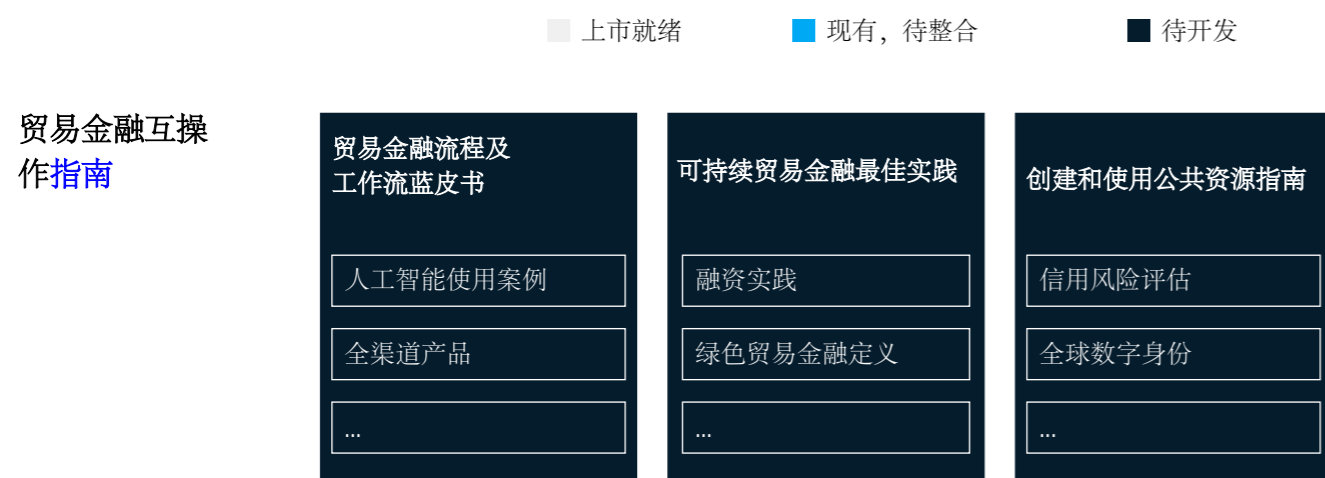 上市就绪
现有，待整合
待开发
贸易金融互操
作指南
贸易金融流程及
工作流蓝皮书
人工智能使用案例
全渠道产品
...
可持续贸易金融最佳实践
融资实践
绿色贸易金融定义
...
创建和使用公共资源指南
信用风险评估
全球数字身份
...